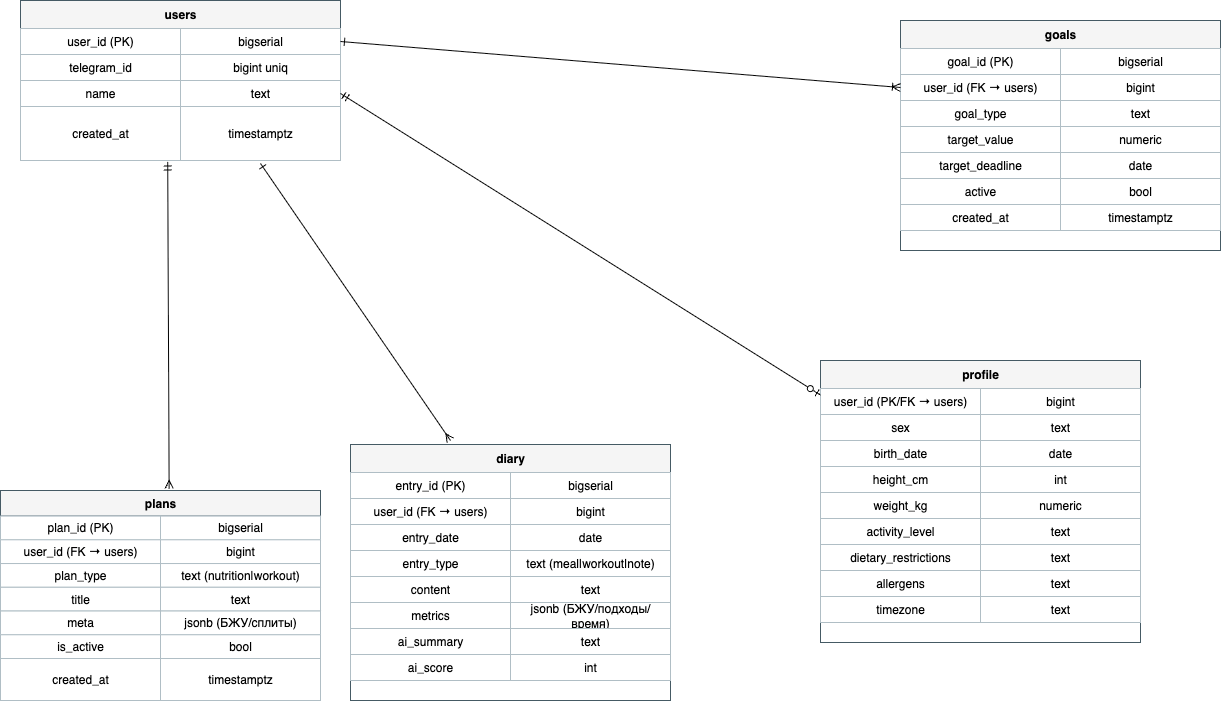 users
user_id (PK) bigserial
telegram_id bigint uniq
name text
created_at timestamptz
goals
goal_id (PK) bigserial
user_id (FK → users) bigint
goal_type text
target_value numeric
target_deadline date
active bool
created_at timestamptz
profile
user_id (PK/FK → users) bigint
sex text
birth_date date
height_cm int
weight_kg numeric
activity_level text
dietary_restrictions text
allergens text
timezone text
diary
entry_id (PK) bigserial
user_id (FK → users) bigint
entry_date date
entry_type text (meal|workout|note)
content text
metrics jsonb (БЖУ/подходы/
время)
ai_summary text
ai_score int
plans
plan_id (PK) bigserial
user_id (FK → users) bigint
plan_type text (nutrition|workout)
title text
meta jsonb (БЖУ/сплиты)
is_active bool
created_at timestamptz